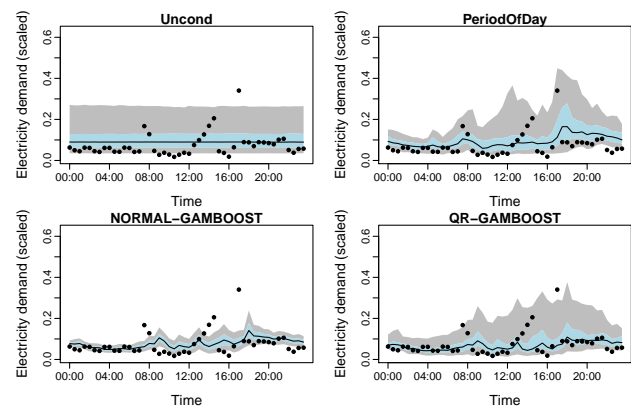 Uncond
Electricity demand (scaled)
0.0 0.2 0.4 0.6
00:00 04:00 08:00 12:00 16:00 20:00
Time
PeriodOfDay
Electricity demand (scaled)
0.0 0.2 0.4 0.6
00:00 04:00 08:00 12:00 16:00 20:00
Time
NORMAL−GAMBOOST
Electricity demand (scaled)
0.0 0.2 0.4 0.6
00:00 04:00 08:00 12:00 16:00 20:00
Time
QR−GAMBOOST
Electricity demand (scaled)
0.0 0.2 0.4 0.6
00:00 04:00 08:00 12:00 16:00 20:00
Time